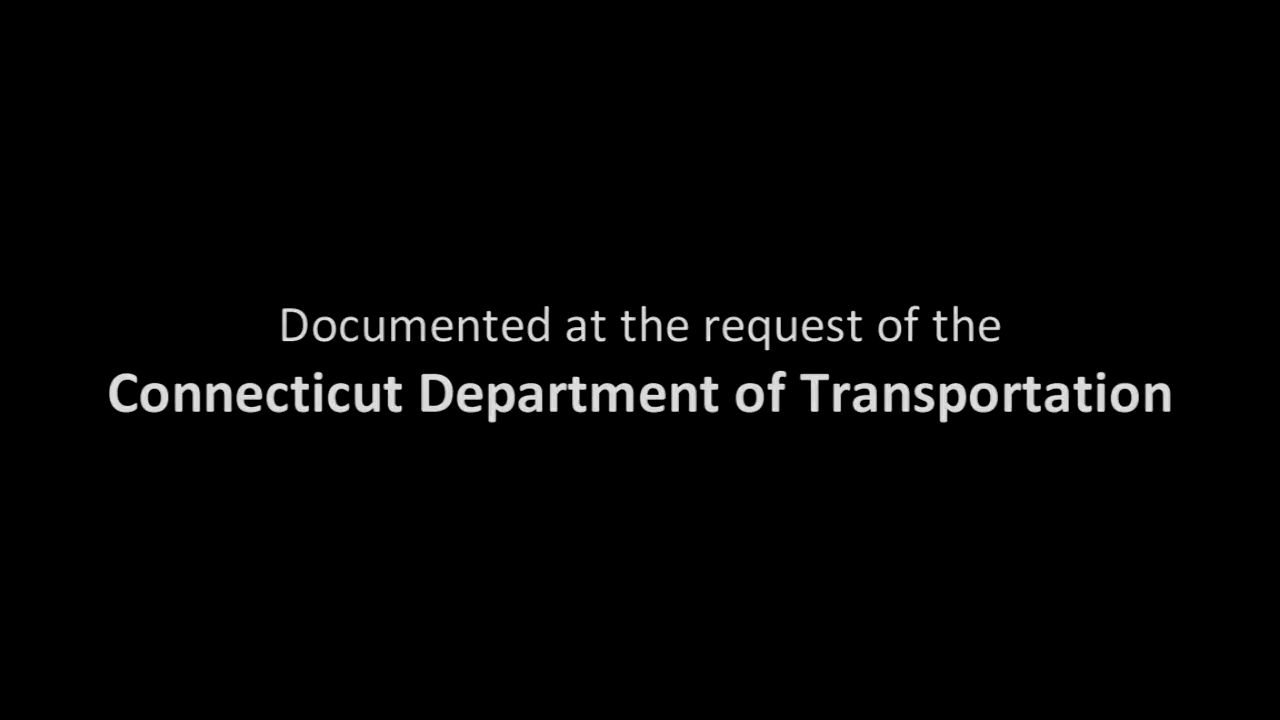 Documented at the request of the
Connecticut Department of Transportation